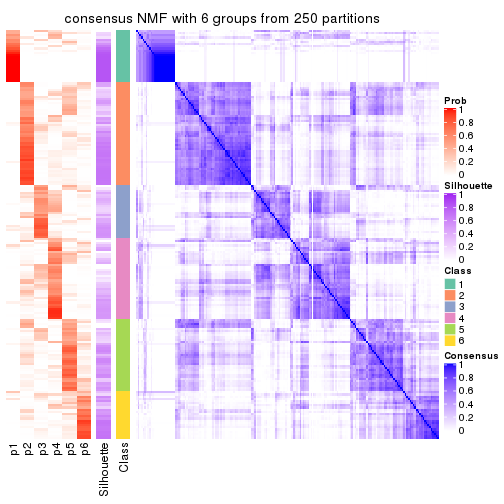 consensus NMF with 6 groups from 250 partitions
Prob
1
0.8
0.6
0.4
0.2
0
Silhouette
1
0.8
0.6
0.4
0.2
0
Class
1
2
3
4
5
6
Consensus
1
0.8
0.6
0.4
0.2
0
p1
p2
p3
p4
p5
p6
Silhouette
Class